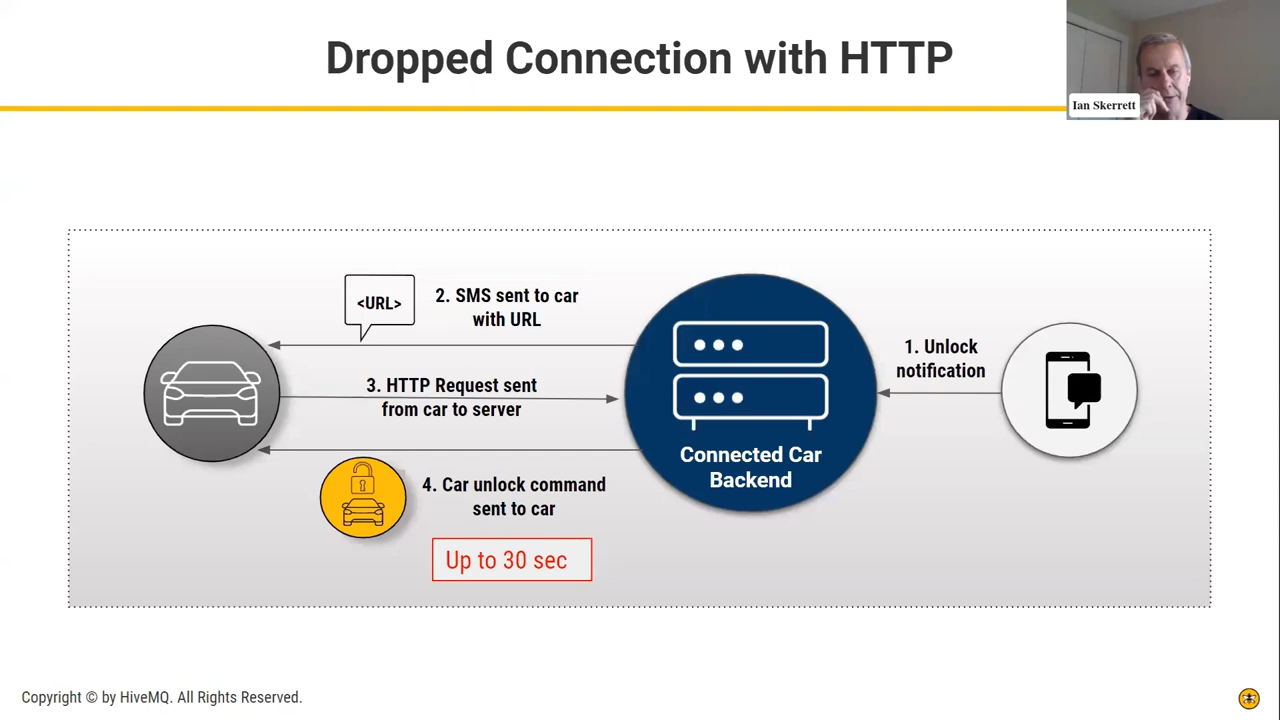 Dropped Connection with HTTP
Ian Skerrett
<URL>
2. SMS sent to car
with URL
3. HTTP Request sent
from car to server
4. Car unlock command
sent to car
Up to 30 sec
Connected Car
Backend
1. Unlock
notification
Copyright © by HiveMQ. All Rights Reserved.